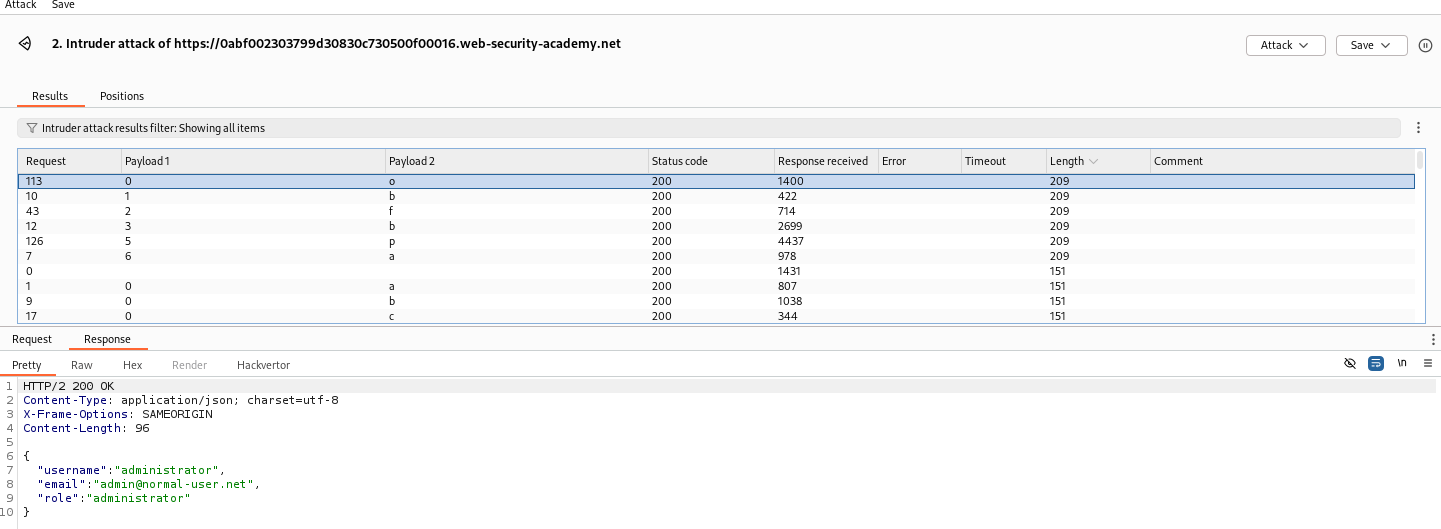 Attack Save
2. Intruder attack of https://0abf002303799d30830c730500f00016.web-security-academy.net
Attack Save
Results Positions
Intruder attack results filter: Showing all items
Request Payload 1 Payload 2 Status code Response received Error Timeout Length Comment
113 0 o 200 1400 209
10 1 b 200 422 209
43 2 f 200 714 209
12 3 b 200 2699 209
126 5 p 200 4437 209
7 6 a 200 978 209
0 200 1431 151
1 0 a 200 807 151
9 0 b 200 1038 151
17 0 c 200 344 151
Request Response
Pretty Raw Hex Render Hackvertor \n
1 HTTP/2 200 OK
2 Content-Type: application/json; charset=utf-8
3 X-Frame-Options: SAMEORIGIN
4 Content-Length: 96
5
6 {
7 "username":"administrator",
8 "email":"admin@normal-user.net",
9 "role":"administrator"
10 }